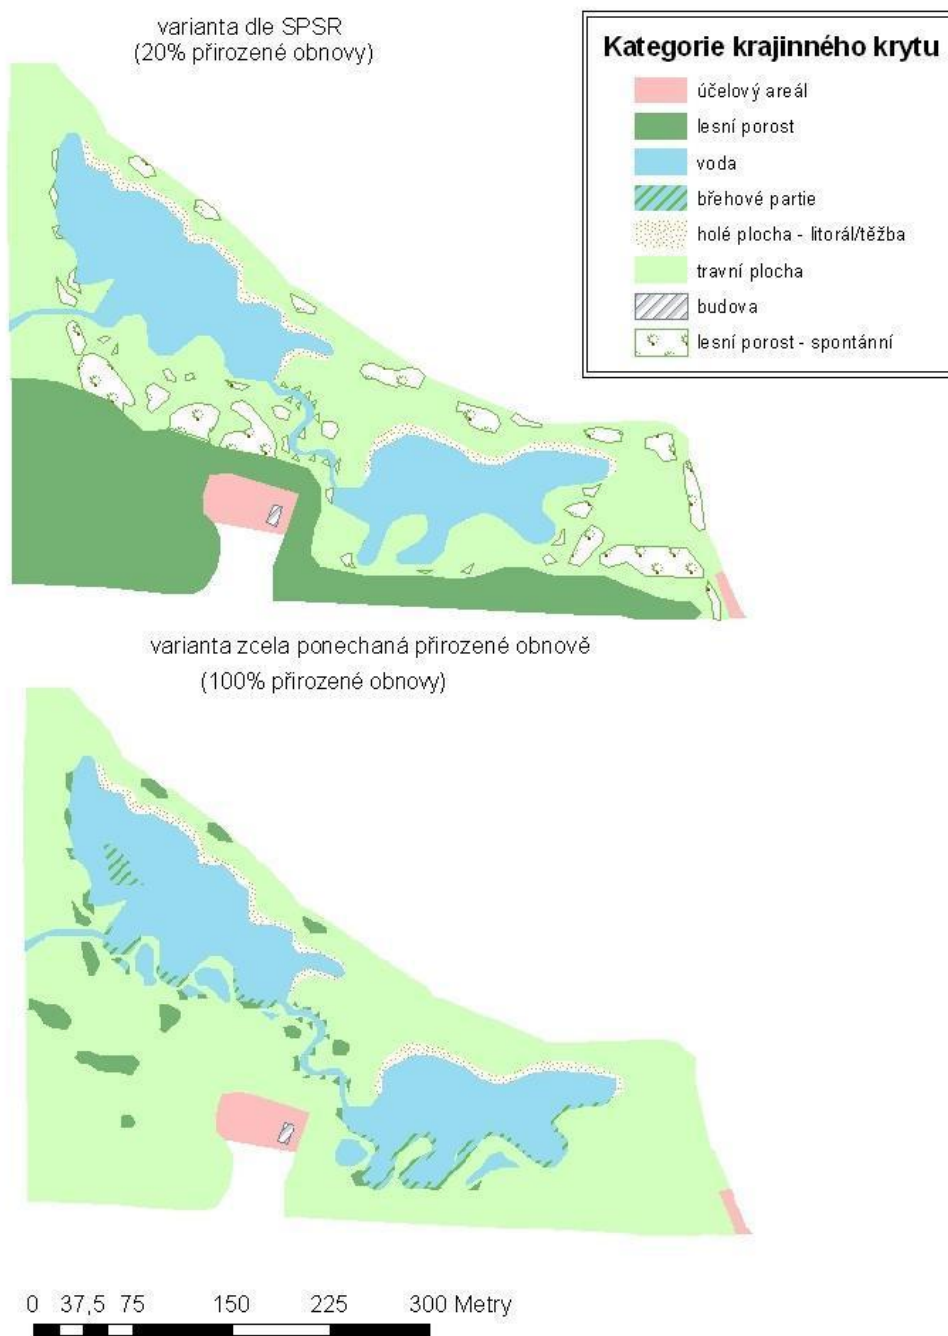 varianta dle SPSR
(20% přirozené obnovy)
Kategorie krajinného krytu
účelový areál
lesní porost
voda
břehové partie
holé plocha - litorál/těžba
travní plocha
budova
lesní porost - spontánní
varianta zcela ponechaná přirozené obnově
(100% přirozené obnovy)
0 37,5 75 150 225 300 Metry